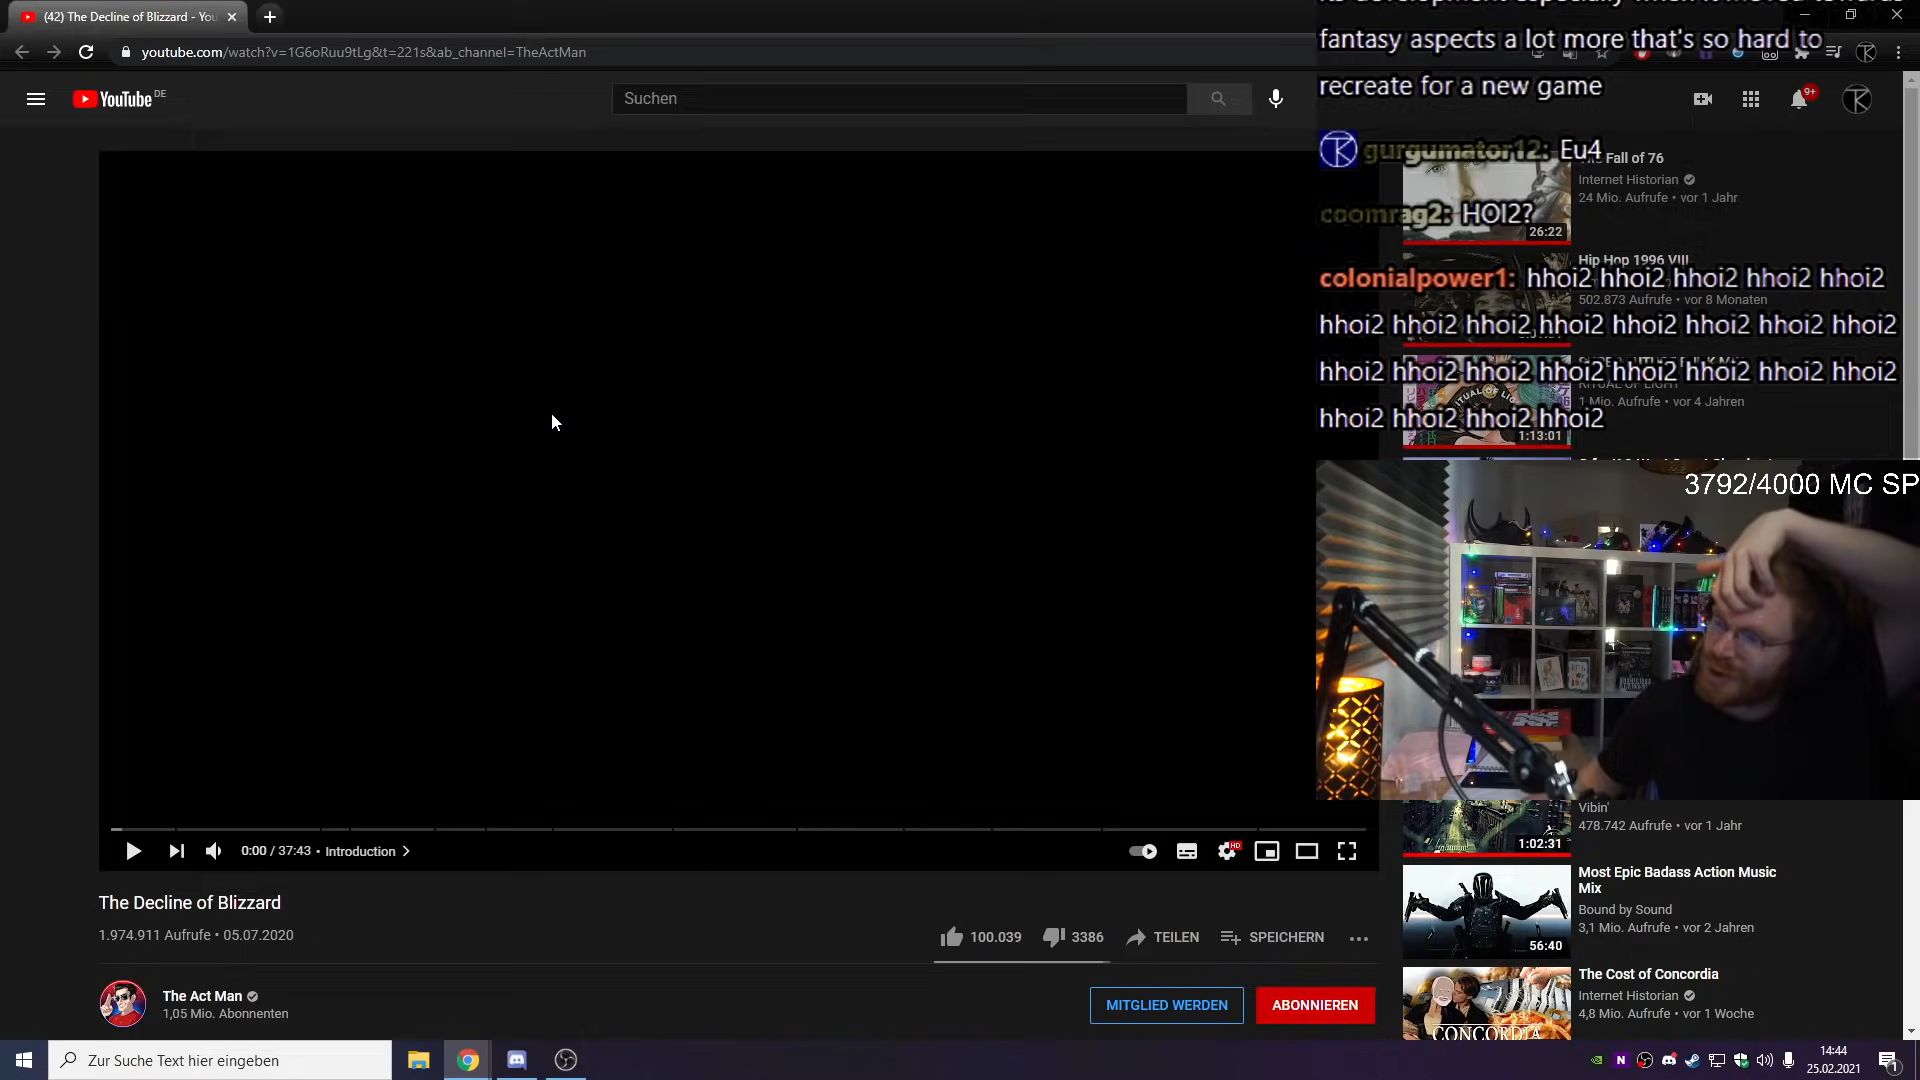 (42) The Decline of Blizzard - You
youtube.com/watch?v=1G6oRuu9tLg&t=221s&ab_channel=TheActMan
fantasy aspects a lot more that's so hard to
recreate for a new game
YouTube DE
Suchen
9+
gurgumator12: Eu4
coomrag2: HOI2?
colonialpower1: hhoi2 hhoi2 hhoi2 hhoi2 hhoi2
hhoi2 hhoi2 hhoi2 hhoi2 hhoi2 hhoi2 hhoi2 hhoi2
hhoi2 hhoi2 hhoi2 hhoi2 hhoi2 hhoi2 hhoi2 hhoi2
hhoi2 hhoi2 hhoi2 hhoi2
Fall of 76
Internet Historian
24 Mio. Aufrufe • vor 1 Jahr
26:22
Hip Hop 1996 VIII
502.873 Aufrufe • vor 8 Monaten
RITUAL OF LIGHT
1 Mio. Aufrufe • vor 4 Jahren
1:13:01
3792/4000 MC SP
Vibin'
478.742 Aufrufe • vor 1 Jahr
1:02:31
Most Epic Badass Action Music
Mix
Bound by Sound
3,1 Mio. Aufrufe • vor 2 Jahren
56:40
The Cost of Concordia
Internet Historian
4,8 Mio. Aufrufe • vor 1 Woche
CONCORDIA
0:00 / 37:43 • Introduction
HD
The Decline of Blizzard
1.974.911 Aufrufe • 05.07.2020
100.039
3386
TEILEN
SPEICHERN
The Act Man
1,05 Mio. Abonnenten
MITGLIED WERDEN
ABONNIEREN
Zur Suche Text hier eingeben
14:44
25.02.2021
1